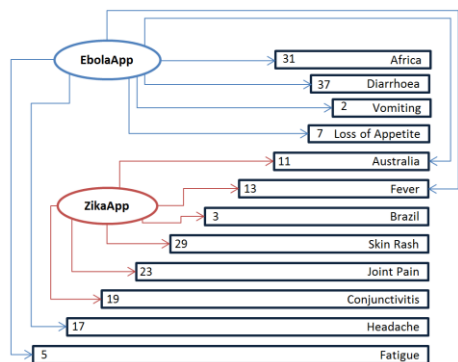 EbolaApp
31 Africa
37 Diarrhoea
2 Vomiting
7 Loss of Appetite
11 Australia
13 Fever
ZikaApp
3 Brazil
29 Skin Rash
23 Joint Pain
19 Conjunctivitis
17 Headache
5 Fatigue